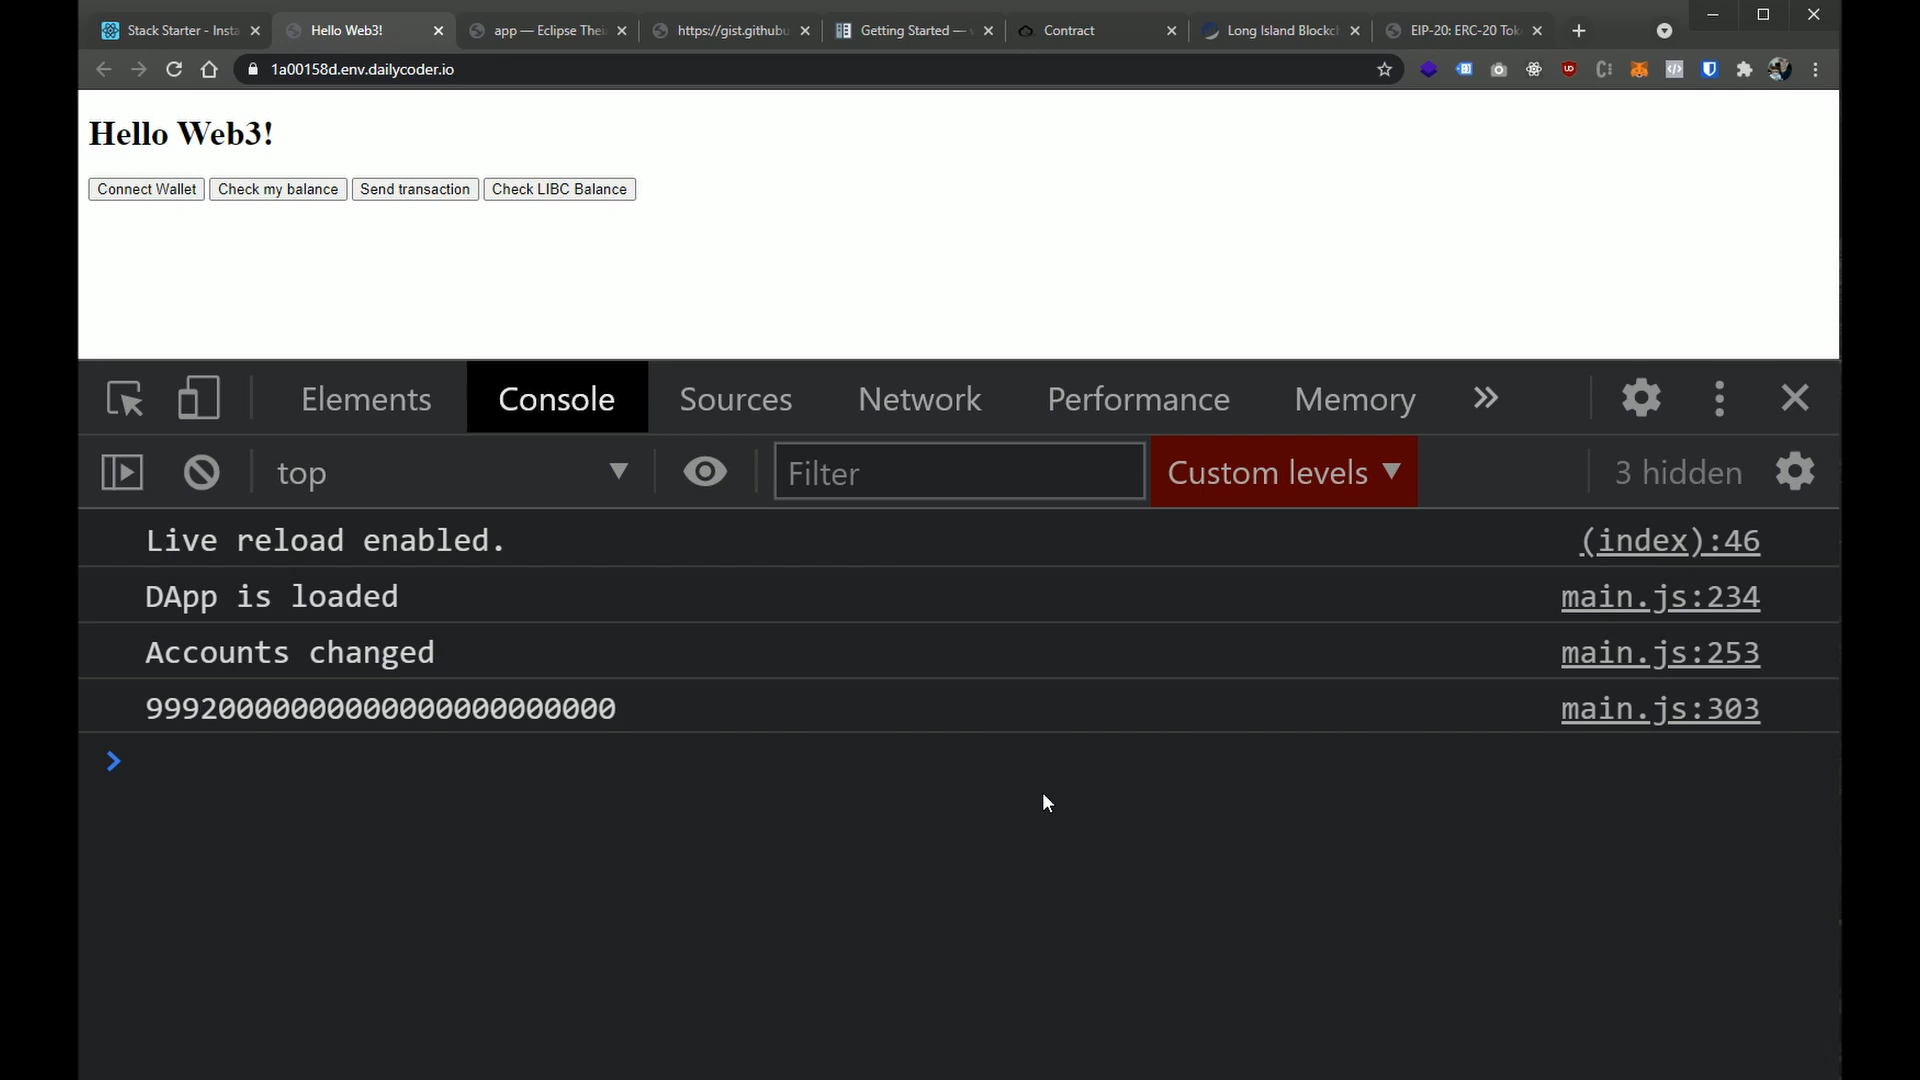 Stack Starter - Insta
Hello Web3!
app — Eclipse Thei
https://gist.githubu
Getting Started —
Contract
Long Island Blockc
EIP-20: ERC-20 Tok
1a00158d.env.dailycoder.io
Hello Web3!
Connect Wallet Check my balance Send transaction Check LIBC Balance
Elements Console Sources Network Performance Memory
top Filter Custom levels 3 hidden
Live reload enabled. (index):46
DApp is loaded main.js:234
Accounts changed main.js:253
99920000000000000000000000 main.js:303